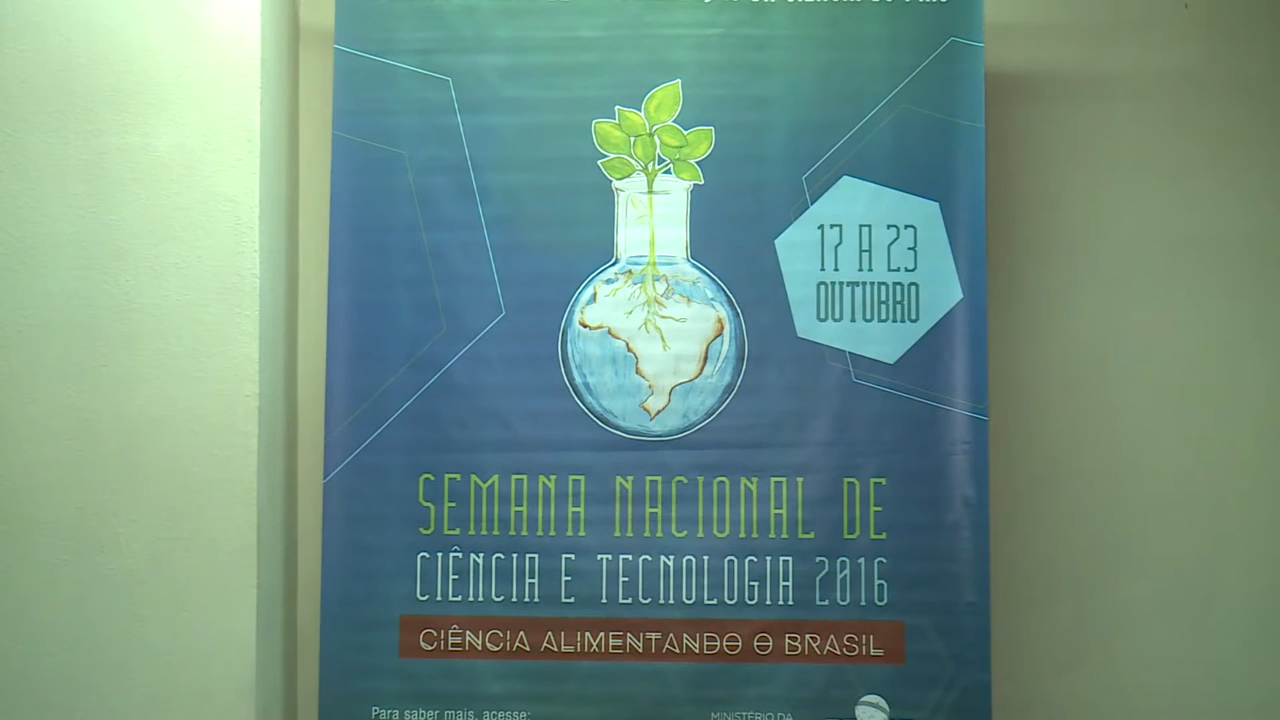 17 A 23
OUTUBRO
SEMANA NACIONAL DE
CIÊNCIA E TECNOLOGIA 2016
CIÊNCIA ALIMENTANDO O BRASIL
Para saber mais, acesse:
MINISTÉRIO DA